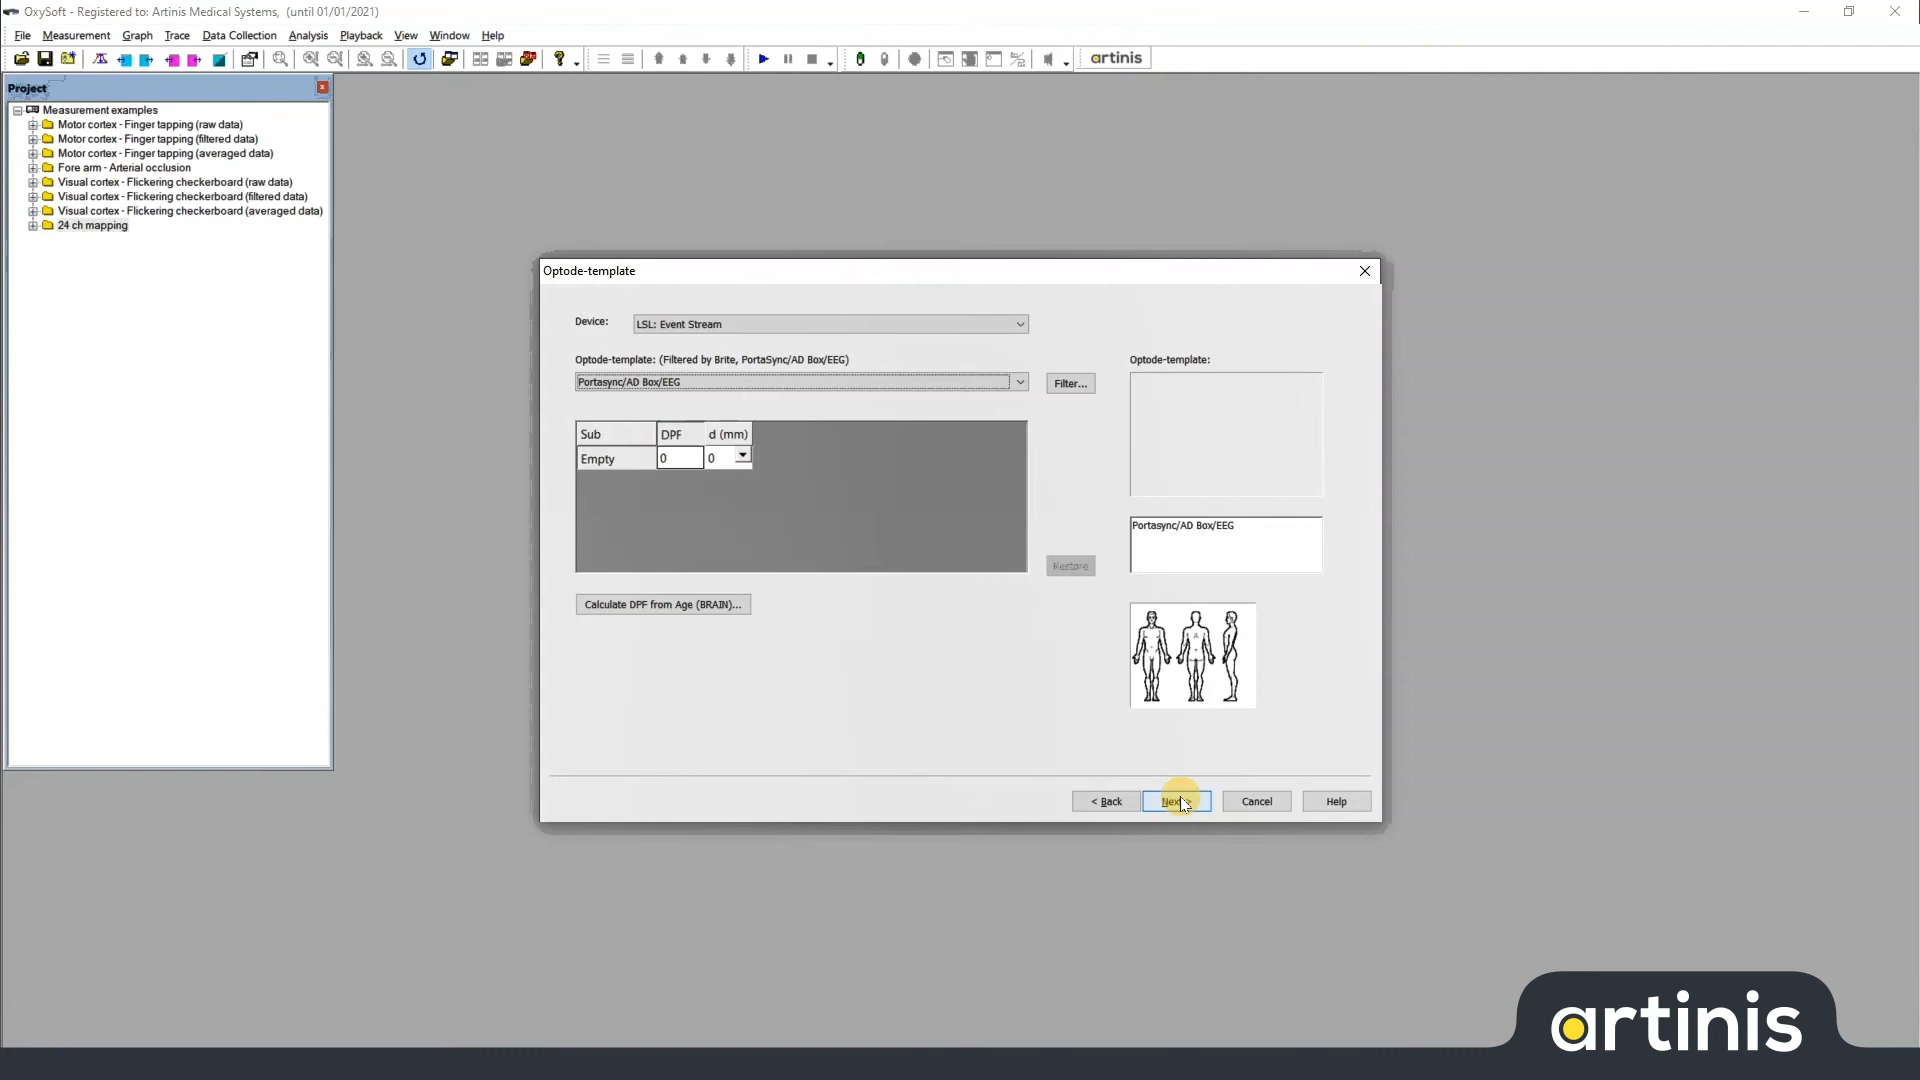 OxySoft - Registered to: Artinis Medical Systems, (until 01/01/2021)
File Measurement Graph Trace Data Collection Analysis Playback View Window Help
artinis
Project
Measurement examples
Motor cortex - Finger tapping (raw data)
Motor cortex - Finger tapping (filtered data)
Motor cortex - Finger tapping (averaged data)
Fore arm - Arterial occlusion
Visual cortex - Flickering checkerboard (raw data)
Visual cortex - Flickering checkerboard (filtered data)
Visual cortex - Flickering checkerboard (averaged data)
24 ch mapping
Optode-template
Device: LSL: Event Stream
Optode-template: (Filtered by Brite, PortaSync/AD Box/EEG)
Optode-template:
Portasync/AD Box/EEG
Filter...
Sub DPF d (mm)
Empty 0 0
Portasync/AD Box/EEG
Restore
Calculate DPF from Age (BRAIN)...
< Back Next > Cancel Help
artinis